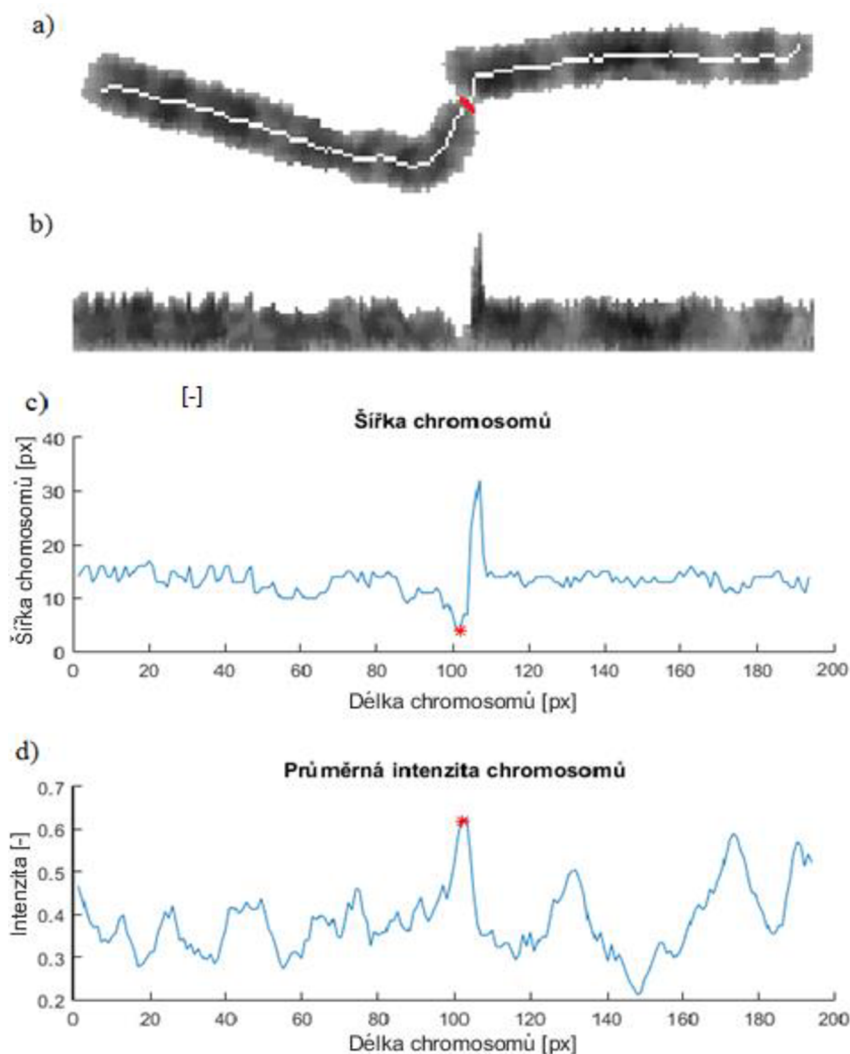 a)
b)
c)
[-]
Šířka chromosomů
Šířka chomosomů [px]
40
30
20
10
0
0 20 40 60 80 100 120 140 160 180 200
Délka chromosomů [px]
d)
Průměrná intenzita chromosomů
Intenzita [-]
0.7
0.6
0.5
0.4
0.3
0.2
0 20 40 60 80 100 120 140 160 180 200
Délka chromosomů [px]